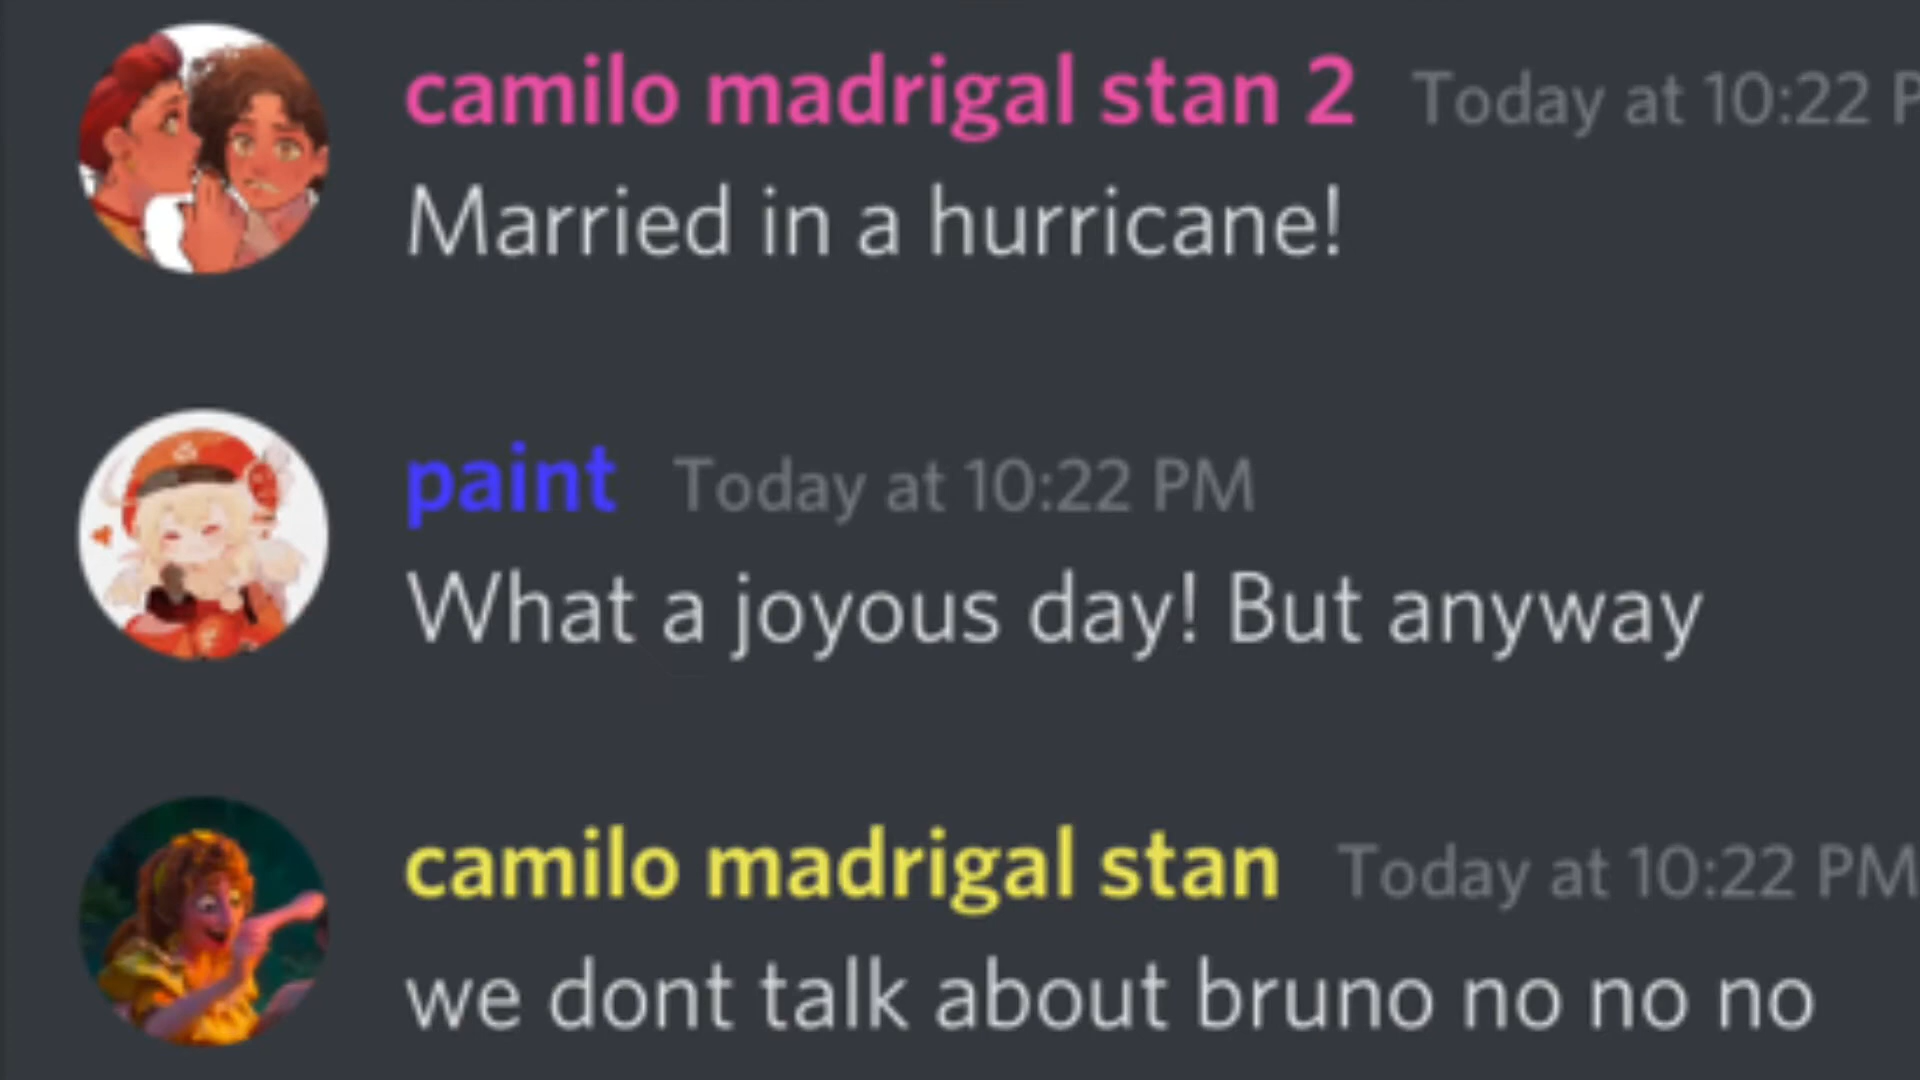 camilo madrigal stan 2 Today at 10:22 P
Married in a hurricane!
paint Today at 10:22 PM
What a joyous day! But anyway
camilo madrigal stan Today at 10:22 PM
we dont talk about bruno no no no